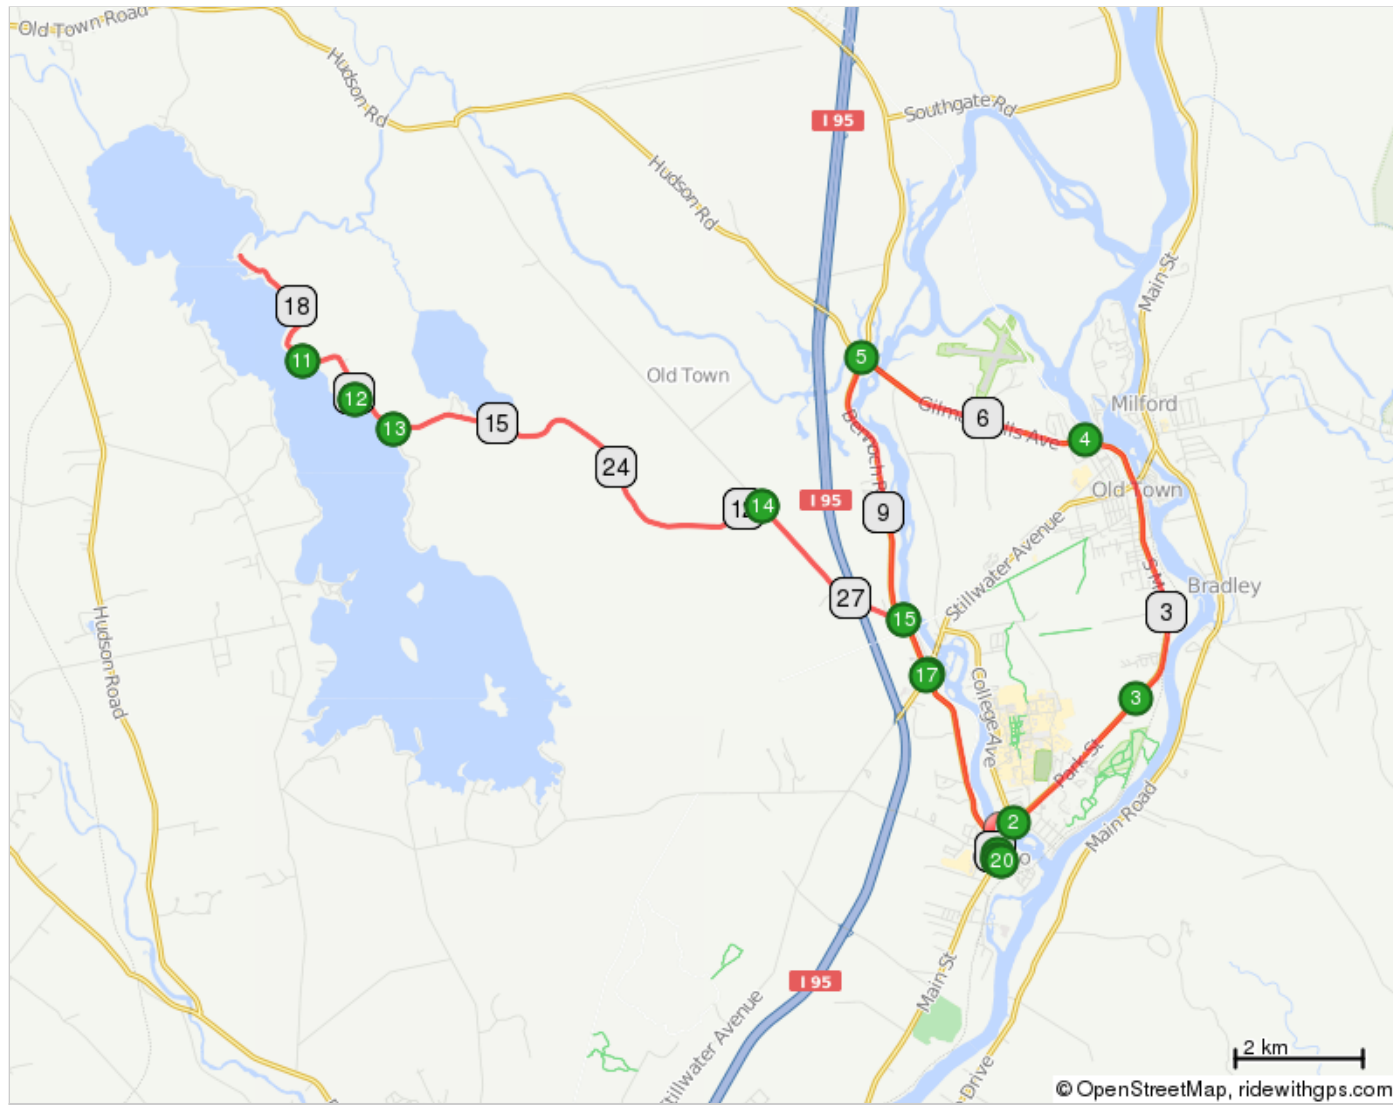 Old Town Road
Hudson Rd
I 95
Southgate Rd
Hudson Rd
Main St
18
5
11
Old Town
Milford
12
6
15
13
4
24
Old Town
14
I 95
9
Stillwater Avenue
Bradley
27
3
15
Hudson Road
17
College Ave
3
Park St
Main Road
2
20
Main St
I 95
Stillwater Avenue
2 km
Drive
© OpenStreetMap, ridewithgps.com